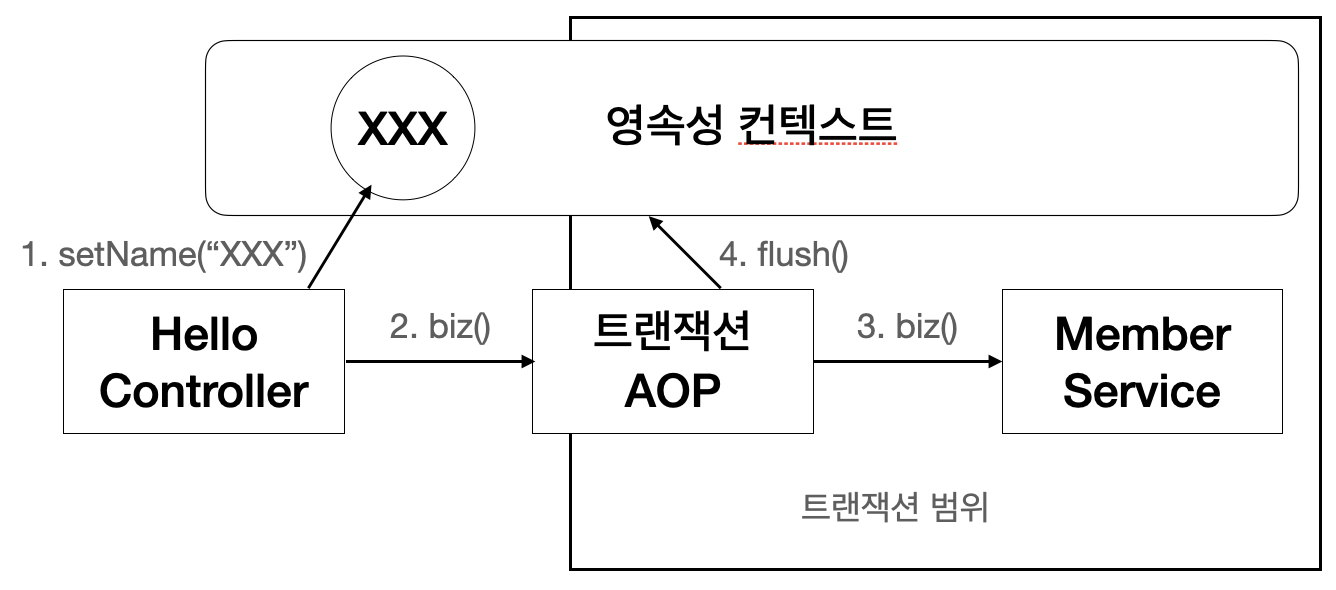 XXX
영속성 컨텍스트
1. setName(“XXX”)
4. flush()
Hello
Controller
2. biz()
트랜잭션
AOP
3. biz()
Member
Service
트랜잭션 범위